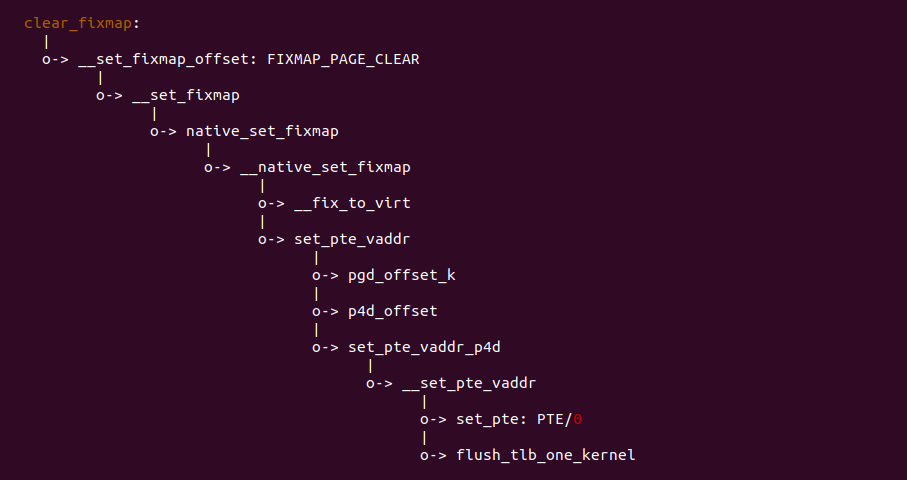 clear_fixmap:
|
o-> __set_fixmap_offset: FIXMAP_PAGE_CLEAR
|
o-> __set_fixmap
|
o-> native_set_fixmap
|
o-> __native_set_fixmap
|
o-> __fix_to_virt
|
o-> set_pte_vaddr
|
o-> pgd_offset_k
|
o-> p4d_offset
|
o-> set_pte_vaddr_p4d
|
o-> __set_pte_vaddr
|
o-> set_pte: PTE/0
|
o-> flush_tlb_one_kernel